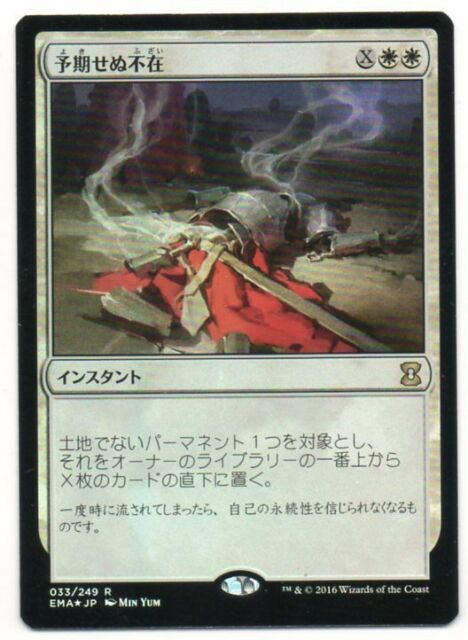 よき ふざい
予期せぬ不在 X
インスタント
土地でないパーマネント1つを対象とし、
それをオーナーのライブラリーの一番上から
X枚のカードの直下に置く。
一度時に流されてしまったら、自己の永続性を信じられなくなるも
のです。
033/249 R
EMA★JP Min Yum
™ & © 2016 Wizards of the Coast